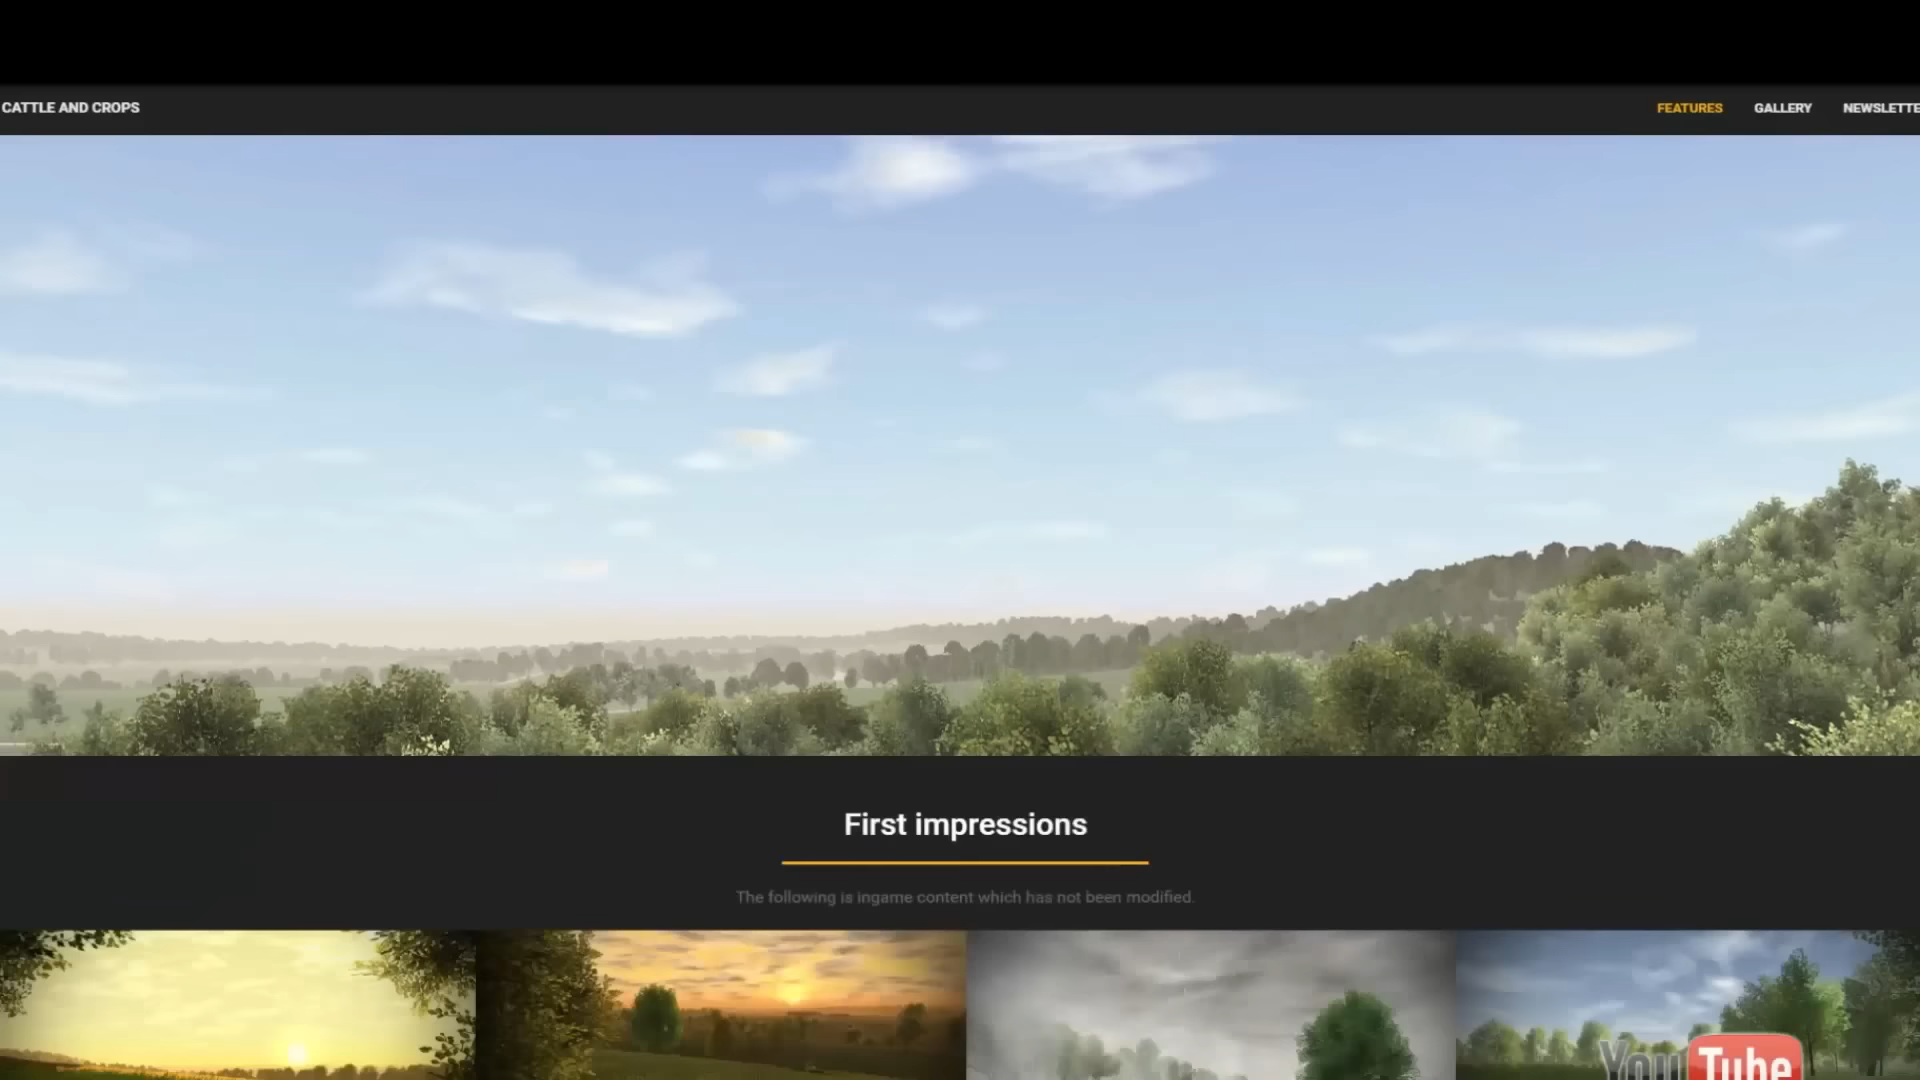 CATTLE AND CROPS
FEATURES GALLERY NEWSLETTE
First impressions
The following is ingame content which has not been modified.
YouTube